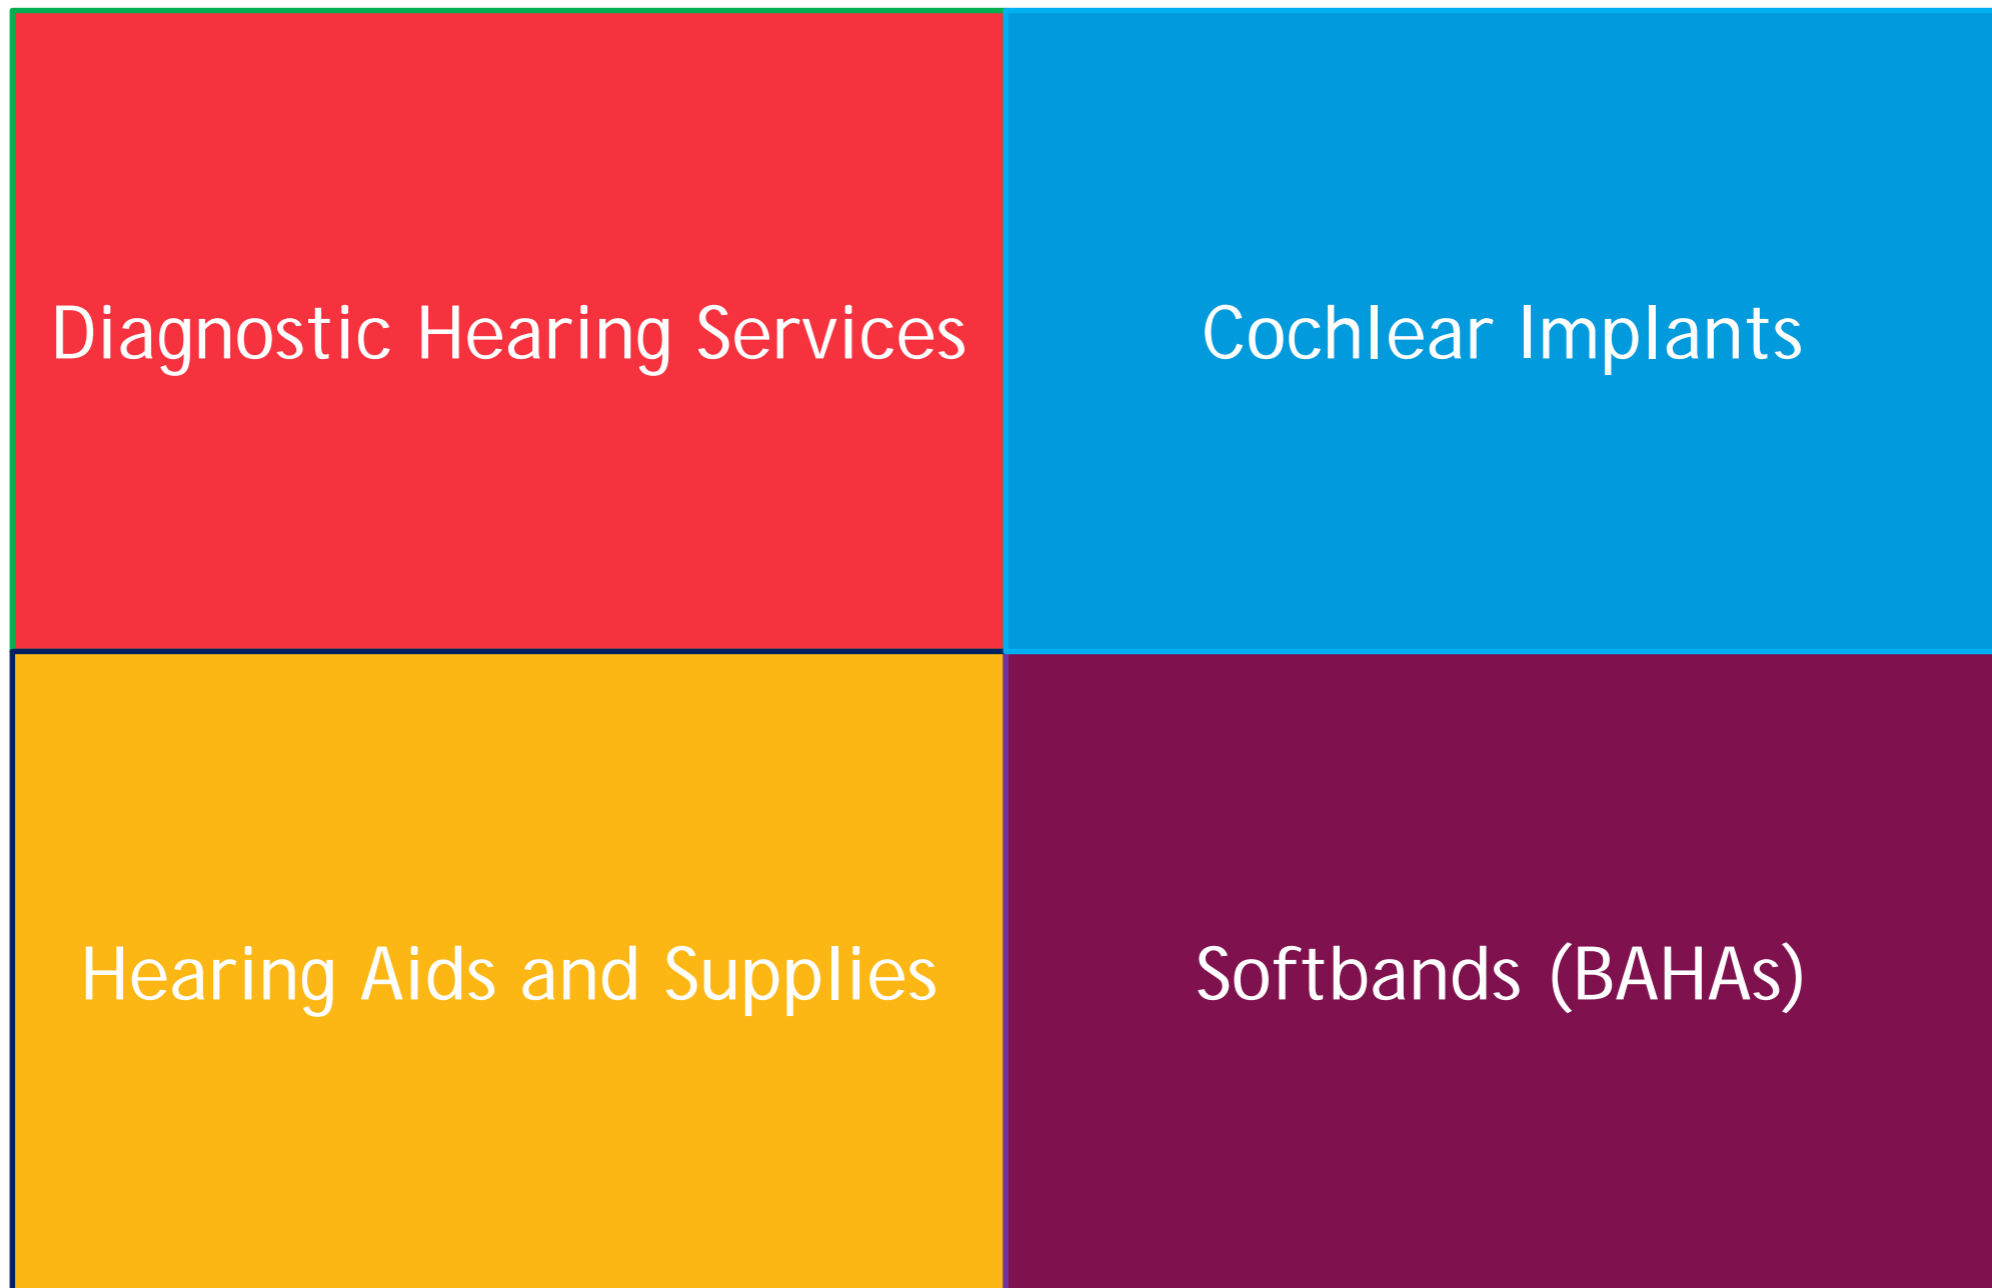 Diagnostic Hearing Services
Cochlear Implants
Hearing Aids and Supplies
Softbands (BAHAs)